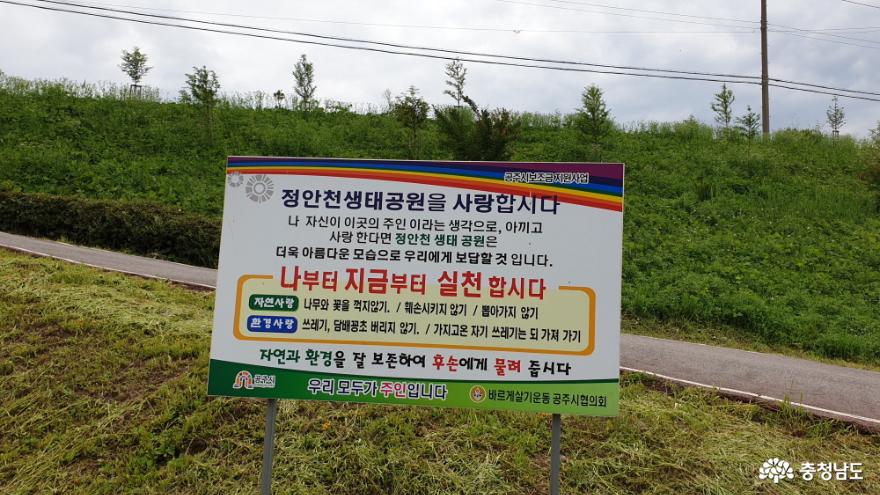 공주시보조금 지원사업
정안천생태공원을 사랑합시다
나 자신이 이곳의 주인 이라는 생각으로, 아끼고
사랑 한다면 정안천 생태 공원은
더욱 아름다운 모습으로 우리에게 보답할 것 입니다.
나부터 지금부터 실천 합시다
자연사랑 나무와 꽃을 꺽지않기. / 훼손시키지 않기 / 뽑아가지 않기
환경사랑 쓰레기, 담배꽁초 버리지 않기. / 가지고온 자기 쓰레기는 되 가져 가기
자연과 환경을 잘 보존하여 후손에게 물려 줍시다
공주시 우리 모두가 주인입니다 바르게살기운동 공주시협의회
충청남도